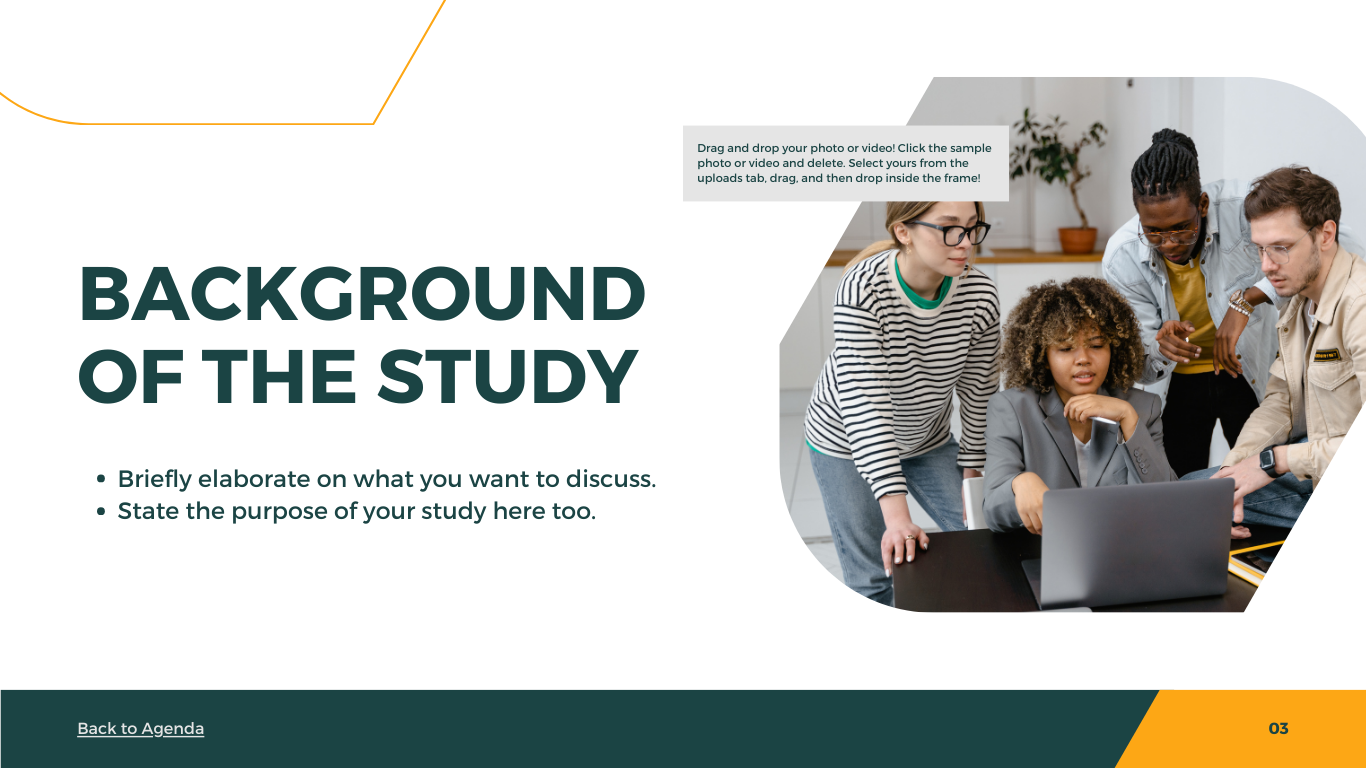 Drag and drop your photo or video! Click the sample
photo or video and delete. Select yours from the
uploads tab, drag, and then drop inside the frame!
BACKGROUND
OF THE STUDY
• Briefly elaborate on what you want to discuss.
• State the purpose of your study here too.
Back to Agenda
03